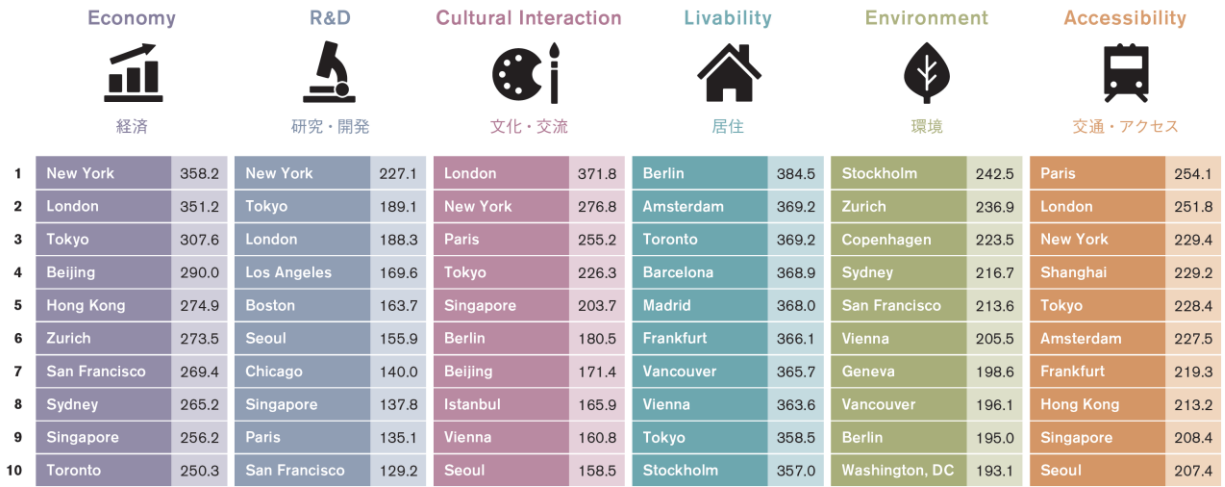 Economy R&D Cultural Interaction Livability Environment Accessibility
経済 研究・開発 文化・交流 居住 環境 交通・アクセス
1 New York 358.2 New York 227.1 London 371.8 Berlin 384.5 Stockholm 242.5 Paris 254.1
2 London 351.2 Tokyo 189.1 New York 276.8 Amsterdam 369.2 Zurich 236.9 London 251.8
3 Tokyo 307.6 London 188.3 Paris 255.2 Toronto 369.2 Copenhagen 223.5 New York 229.4
4 Beijing 290.0 Los Angeles 169.6 Tokyo 226.3 Barcelona 368.9 Sydney 216.7 Shanghai 229.2
5 Hong Kong 274.9 Boston 163.7 Singapore 203.7 Madrid 368.0 San Francisco 213.6 Tokyo 228.4
6 Zurich 273.5 Seoul 155.9 Berlin 180.5 Frankfurt 366.1 Vienna 205.5 Amsterdam 227.5
7 San Francisco 269.4 Chicago 140.0 Beijing 171.4 Vancouver 365.7 Geneva 198.6 Frankfurt 219.3
8 Sydney 265.2 Singapore 137.8 Istanbul 165.9 Vienna 363.6 Vancouver 196.1 Hong Kong 213.2
9 Singapore 256.2 Paris 135.1 Vienna 160.8 Tokyo 358.5 Berlin 195.0 Singapore 208.4
10 Toronto 250.3 San Francisco 129.2 Seoul 158.5 Stockholm 357.0 Washington, DC 193.1 Seoul 207.4